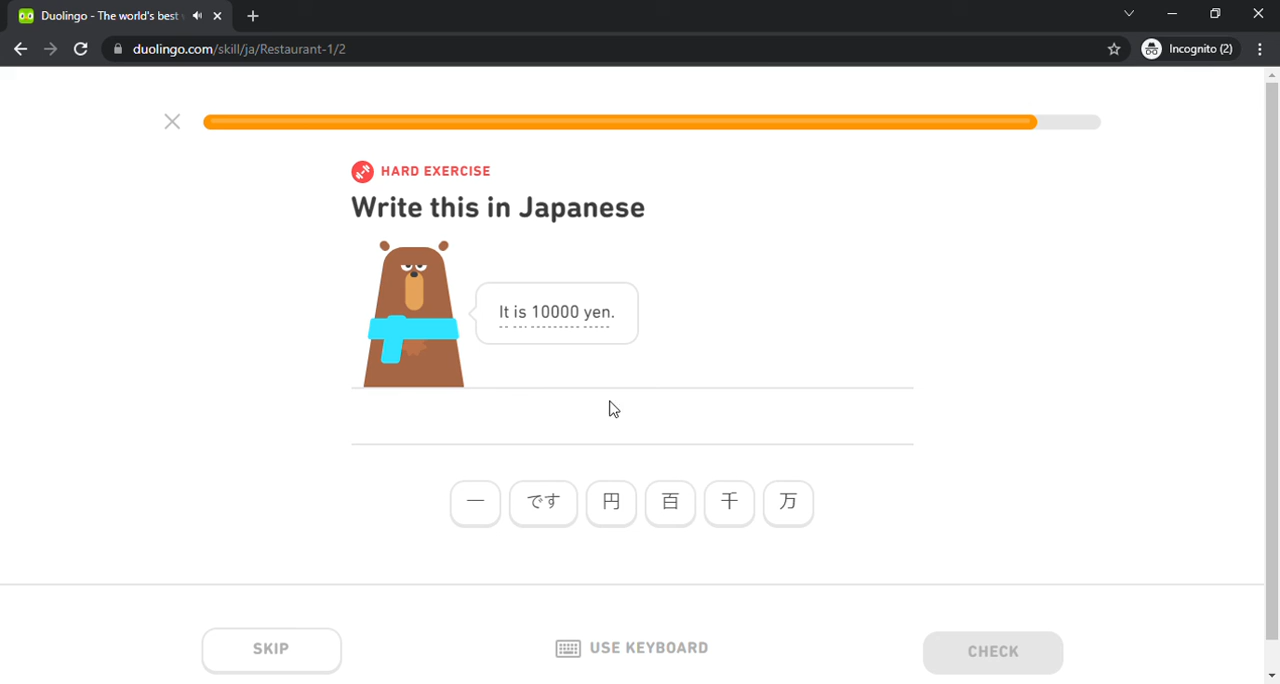 Duolingo - The world's best
duolingo.com/skill/ja/Restaurant-1/2
Incognito (2)
HARD EXERCISE
Write this in Japanese
It is 10000 yen.
一 です 円 百 千 万
SKIP
USE KEYBOARD
CHECK